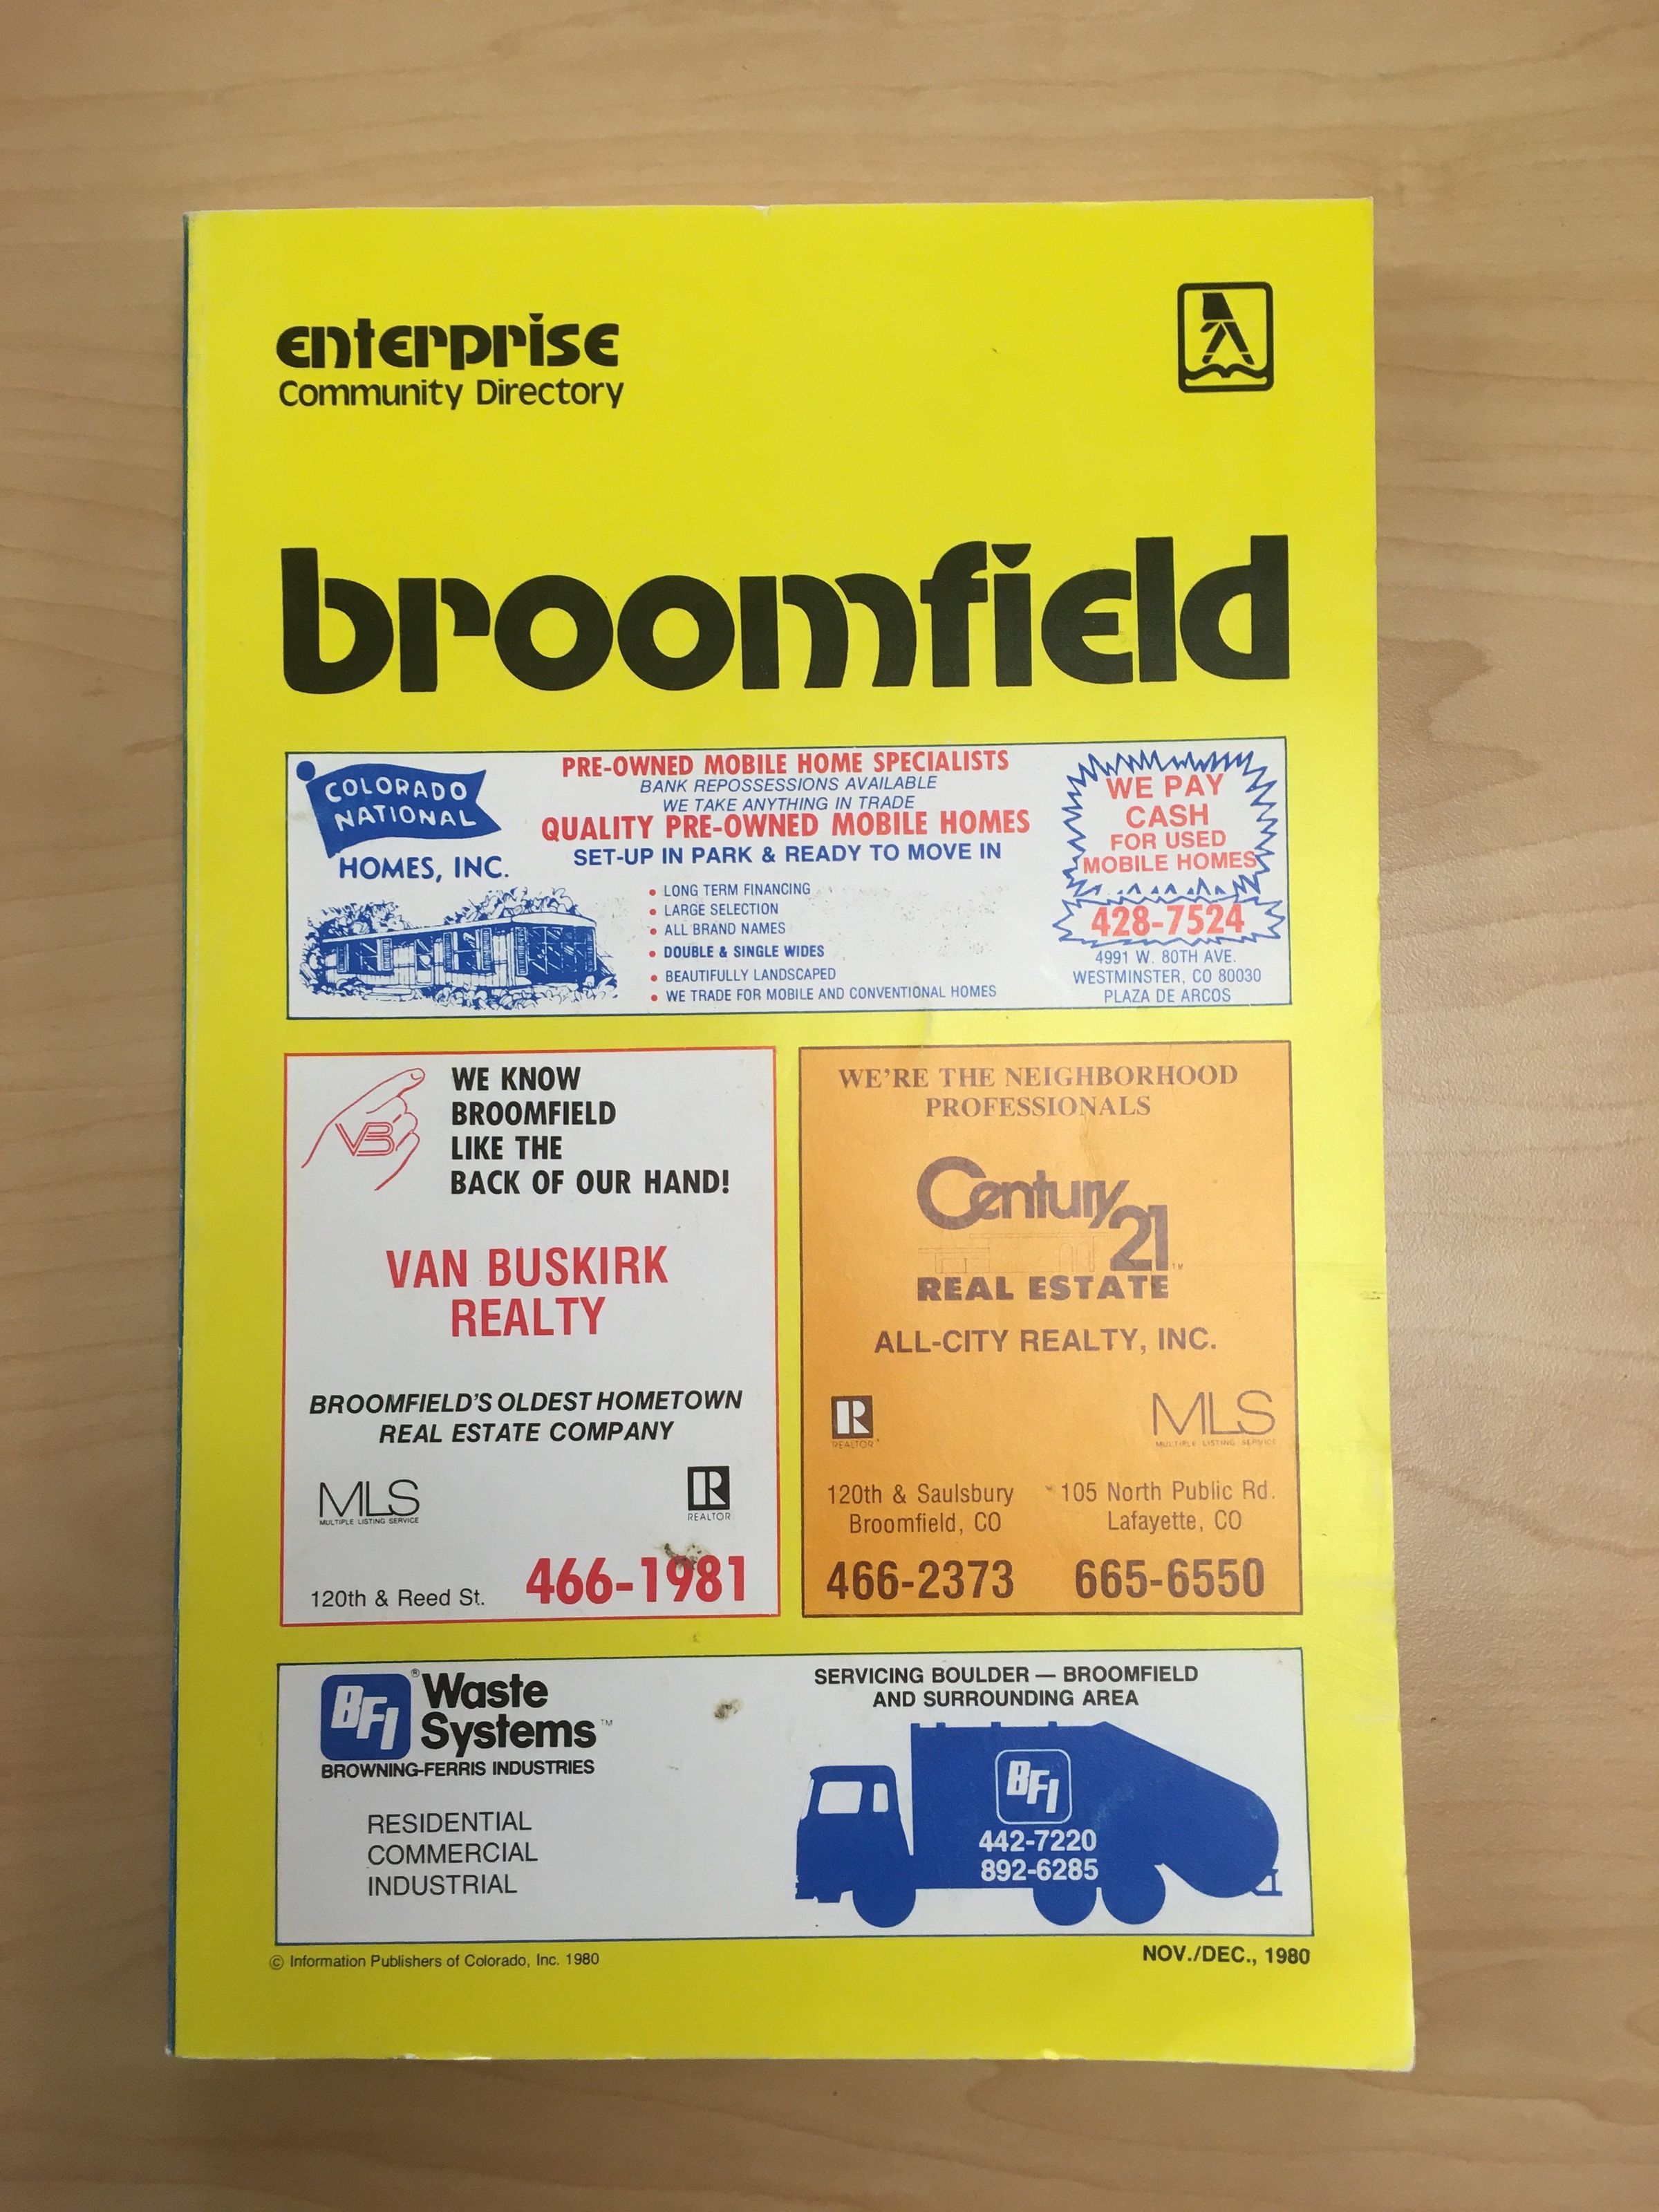 enterprise
Community Directory
broomfield
COLORADO
NATIONAL
HOMES, INC.
PRE-OWNED MOBILE HOME SPECIALISTS
BANK REPOSSESSIONS AVAILABLE
WE TAKE ANYTHING IN TRADE
QUALITY PRE-OWNED MOBILE HOMES
SET-UP IN PARK & READY TO MOVE IN
• LONG TERM FINANCING
• LARGE SELECTION
• ALL BRAND NAMES
• DOUBLE & SINGLE WIDES
• BEAUTIFULLY LANDSCAPED
• WE TRADE FOR MOBILE AND CONVENTIONAL HOMES
WE PAY
CASH
FOR USED
MOBILE HOMES
428-7524
4991 W. 80TH AVE.
WESTMINSTER, CO 80030
PLAZA DE ARCOS
VB
WE KNOW
BROOMFIELD
LIKE THE
BACK OF OUR HAND!
VAN BUSKIRK
REALTY
BROOMFIELD'S OLDEST HOMETOWN
REAL ESTATE COMPANY
MLS
MULTIPLE LISTING SERVICE
R
REALTOR
120th & Reed St.
466-1981
WE'RE THE NEIGHBORHOOD
PROFESSIONALS
Century
21™
REAL ESTATE
ALL-CITY REALTY, INC.
R
REALTOR®
MLS
MULTIPLE LISTING SERVICE
120th & Saulsbury
Broomfield, CO
466-2373
105 North Public Rd.
Lafayette, CO
665-6550
BFI®
Waste
Systems™
BROWNING-FERRIS INDUSTRIES
RESIDENTIAL
COMMERCIAL
INDUSTRIAL
SERVICING BOULDER — BROOMFIELD
AND SURROUNDING AREA
BFI
442-7220
892-6285
© Information Publishers of Colorado, Inc. 1980
NOV./DEC., 1980